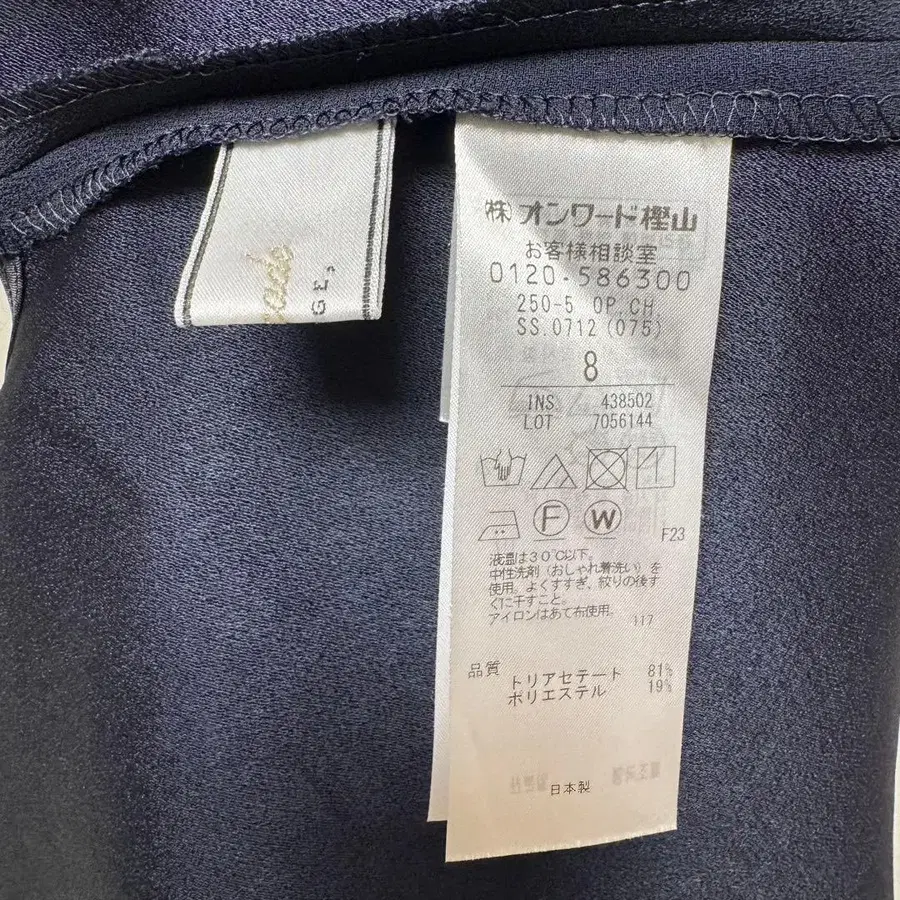 ㈱オンワード樫山
お客様相談室
0120-586300
250-5 OP.CH.
SS.0712(075)
8
INS. 438502
LOT 7056144
F W
F23
液温は30℃以下。
中性洗剤(おしゃれ着洗い)を
使用。よくすすぎ、絞りの後す
ぐに干すこと。
アイロンはあて布使用。
117
品質
トリアセテート 81%
ポリエステル 19%
日本製